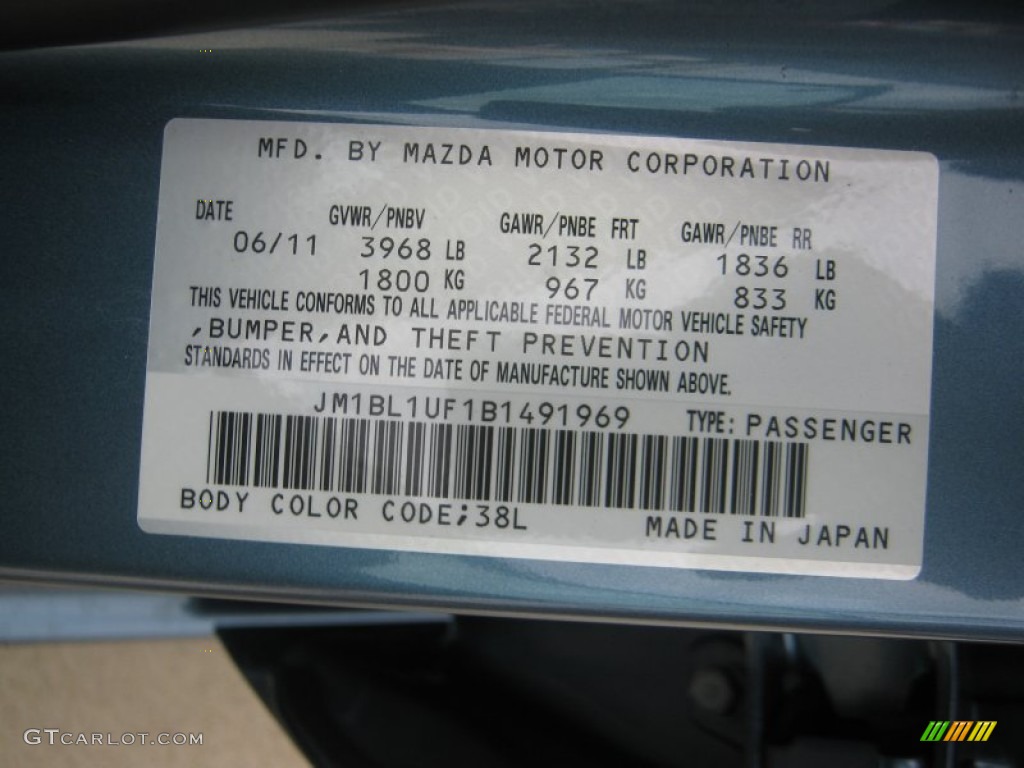 MFD. BY MAZDA MOTOR CORPORATION
DATE GVWR/PNBV GAWR/PNBE FRT GAWR/PNBE RR
06/11 3968 LB 2132 LB 1836 LB
1800 KG 967 KG 833 KG
THIS VEHICLE CONFORMS TO ALL APPLICABLE FEDERAL MOTOR VEHICLE SAFETY
,BUMPER,AND THEFT PREVENTION
STANDARDS IN EFFECT ON THE DATE OF MANUFACTURE SHOWN ABOVE.
JM1BL1UF1B1491969 TYPE: PASSENGER
BODY COLOR CODE;38L MADE IN JAPAN
GTCARLOT.COM